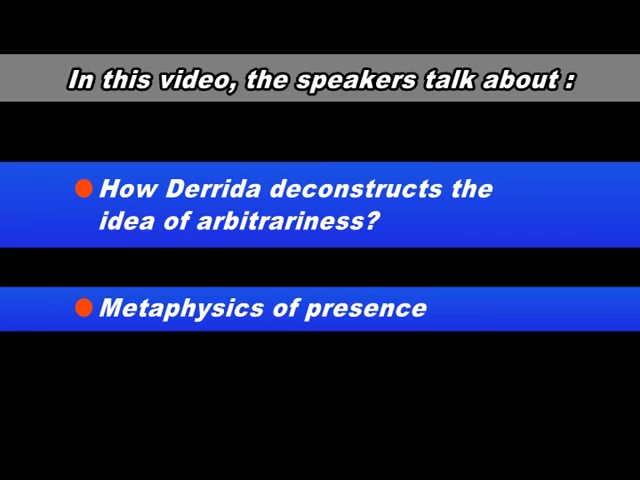 In this video, the speakers talk about :
How Derrida deconstructs the
idea of arbitrariness?
Metaphysics of presence